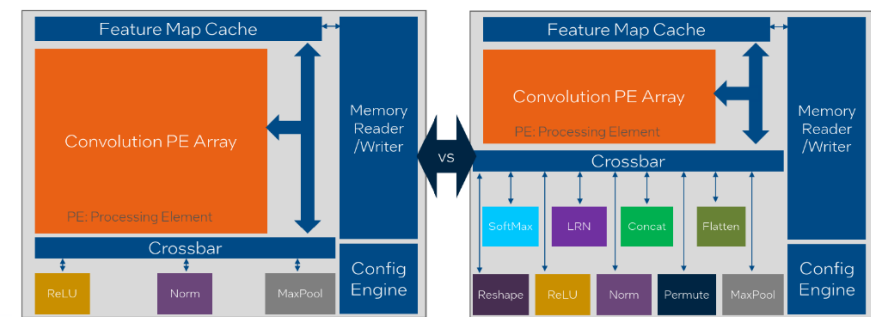 Feature Map Cache
Convolution PE Array
PE: Processing Element
Memory
Reader
/Writer
Crossbar
Config
Engine
ReLU
Norm
MaxPool
vs
Feature Map Cache
Convolution PE Array
PE: Processing Element
Memory
Reader
/Writer
Crossbar
SoftMax
LRN
Concat
Flatten
Config
Engine
Reshape
ReLU
Norm
Permute
MaxPool